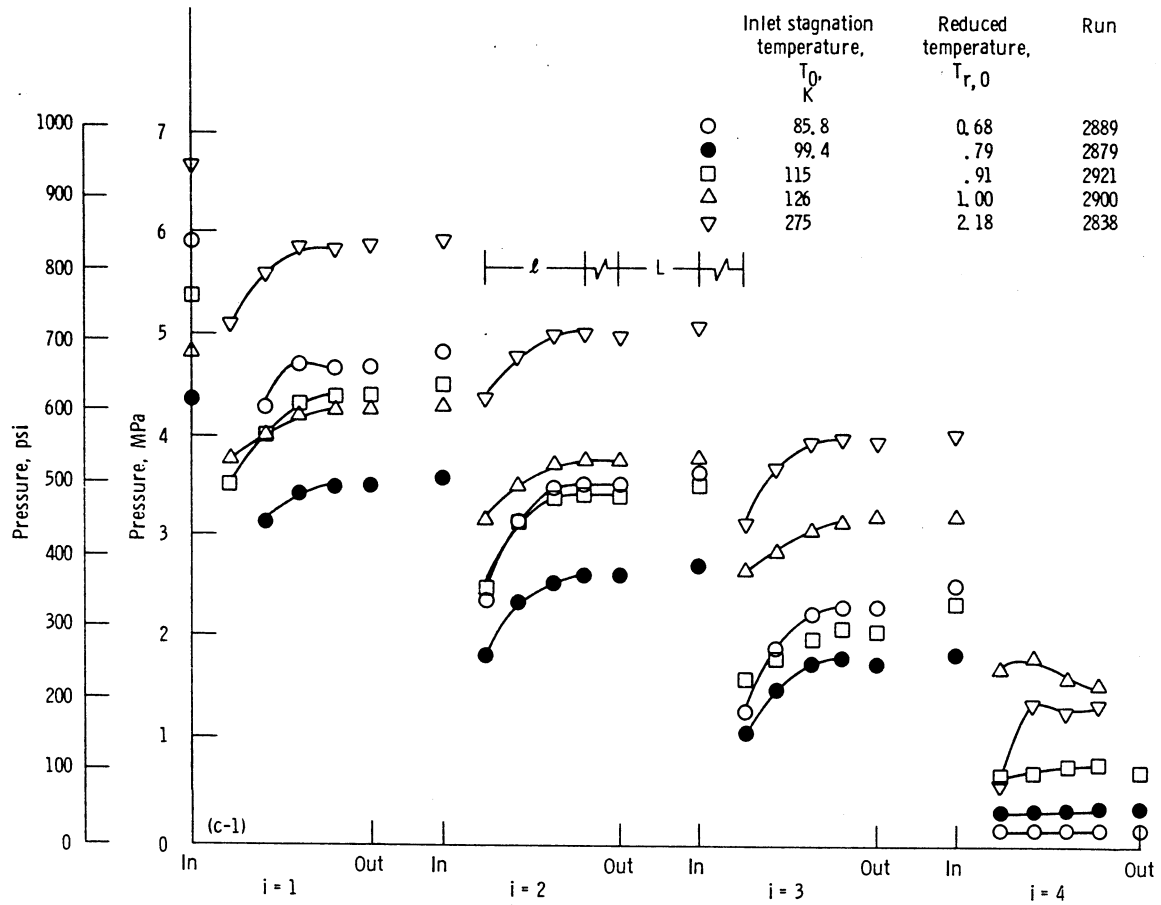 Inlet stagnation temperature, T0, K
Reduced temperature, Tr,0
Run
85.8 0.68 2889
99.4 .79 2879
115 .91 2921
126 1.00 2900
275 2.18 2838
Pressure, psi
1000
900
800
700
600
500
400
300
200
100
0
Pressure, MPa
7
6
5
4
3
2
1
0
ℓ
L
(c-1)
In Out In Out In Out In Out
i = 1 i = 2 i = 3 i = 4